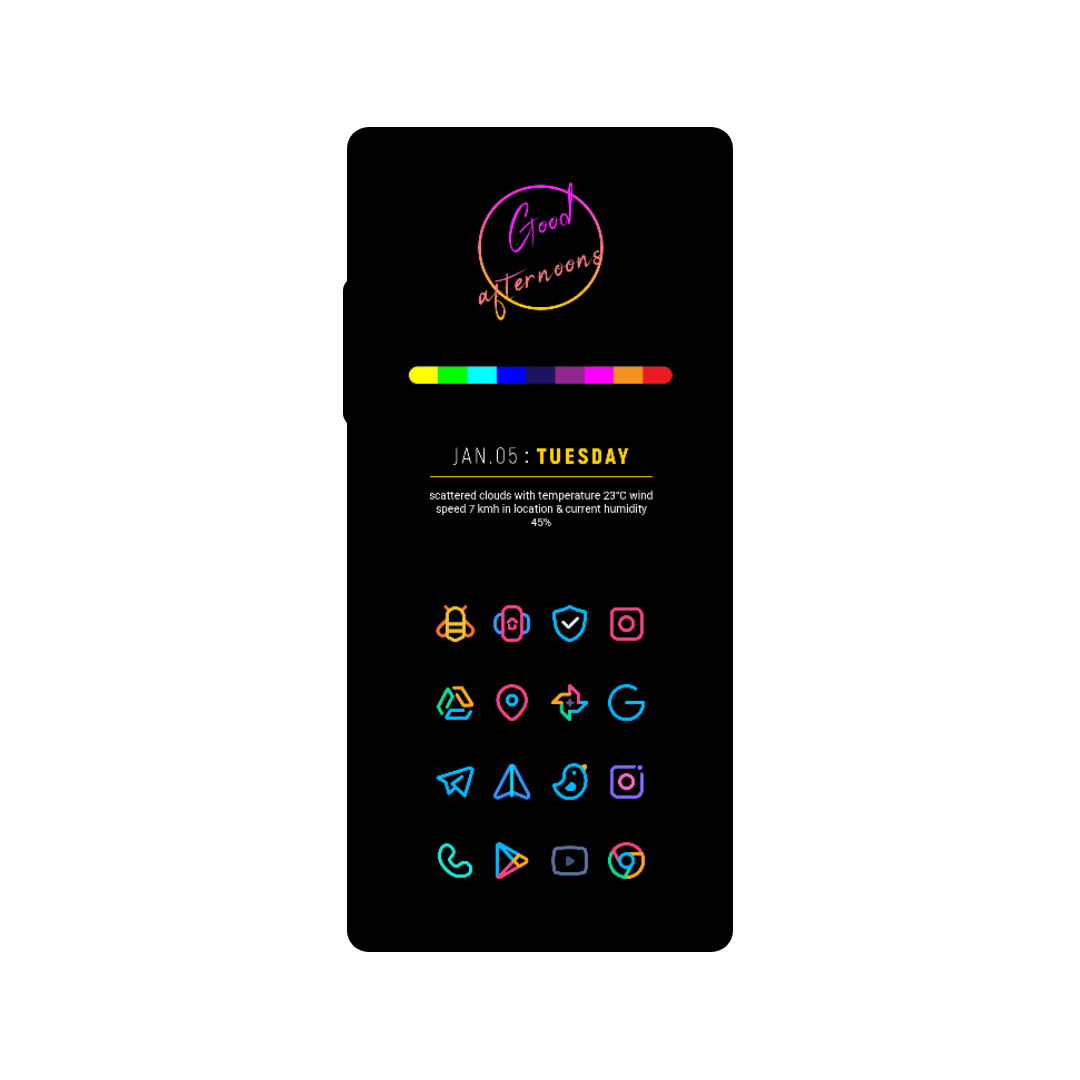 Good
afternoons
JAN.05 : TUESDAY
scattered clouds with temperature 23°C wind
speed 7 kmh in location & current humidity
45%